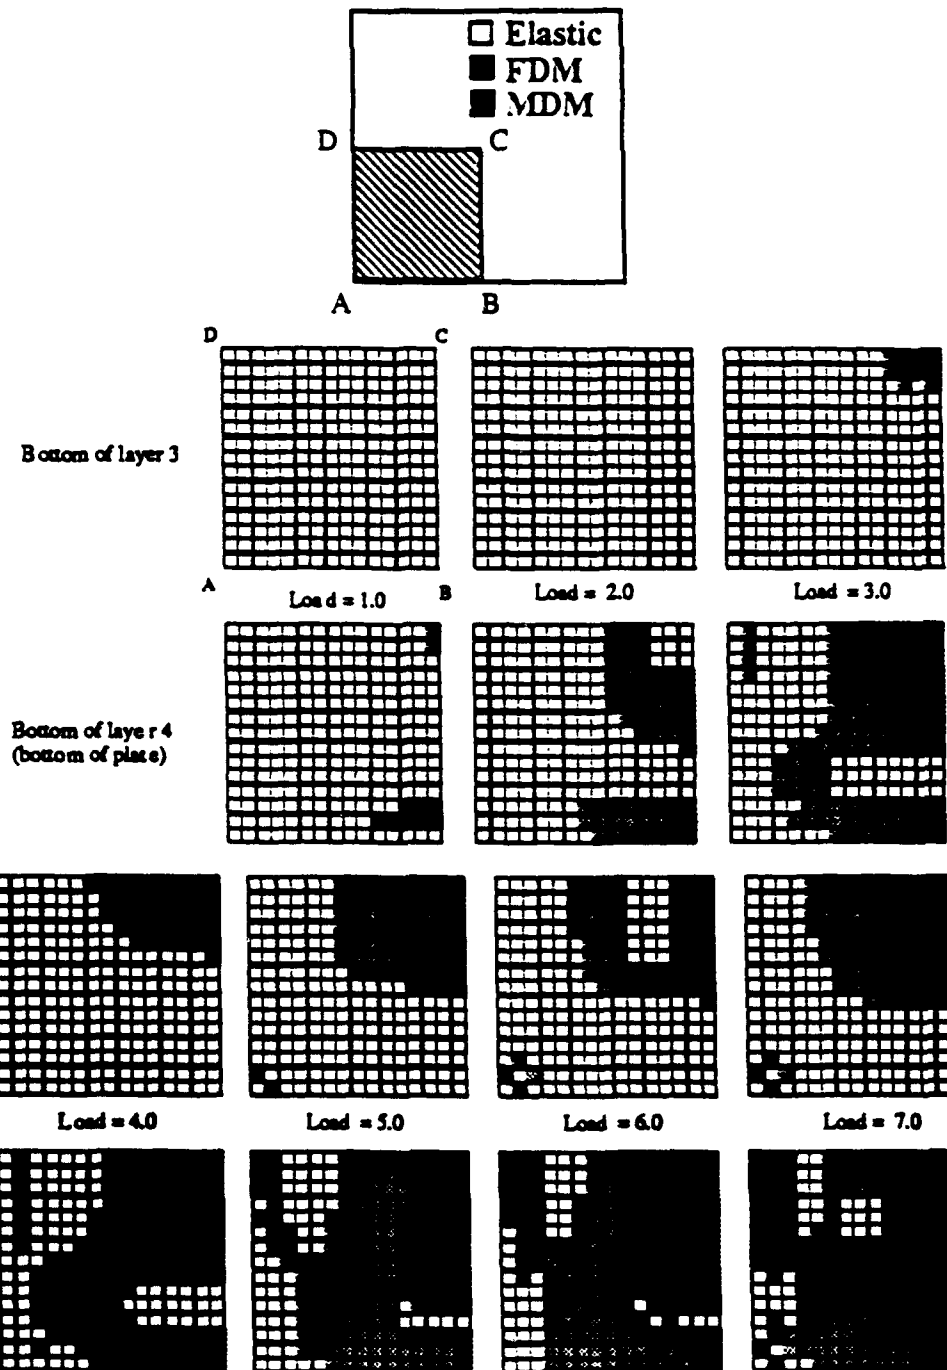 Elastic
FDM
MDM
D
C
A
B
D
C
Bottom of layer 3
A
B
Load = 1.0
Load = 2.0
Load = 3.0
Bottom of layer 4
(bottom of plate)
Load = 4.0
Load = 5.0
Load = 6.0
Load = 7.0